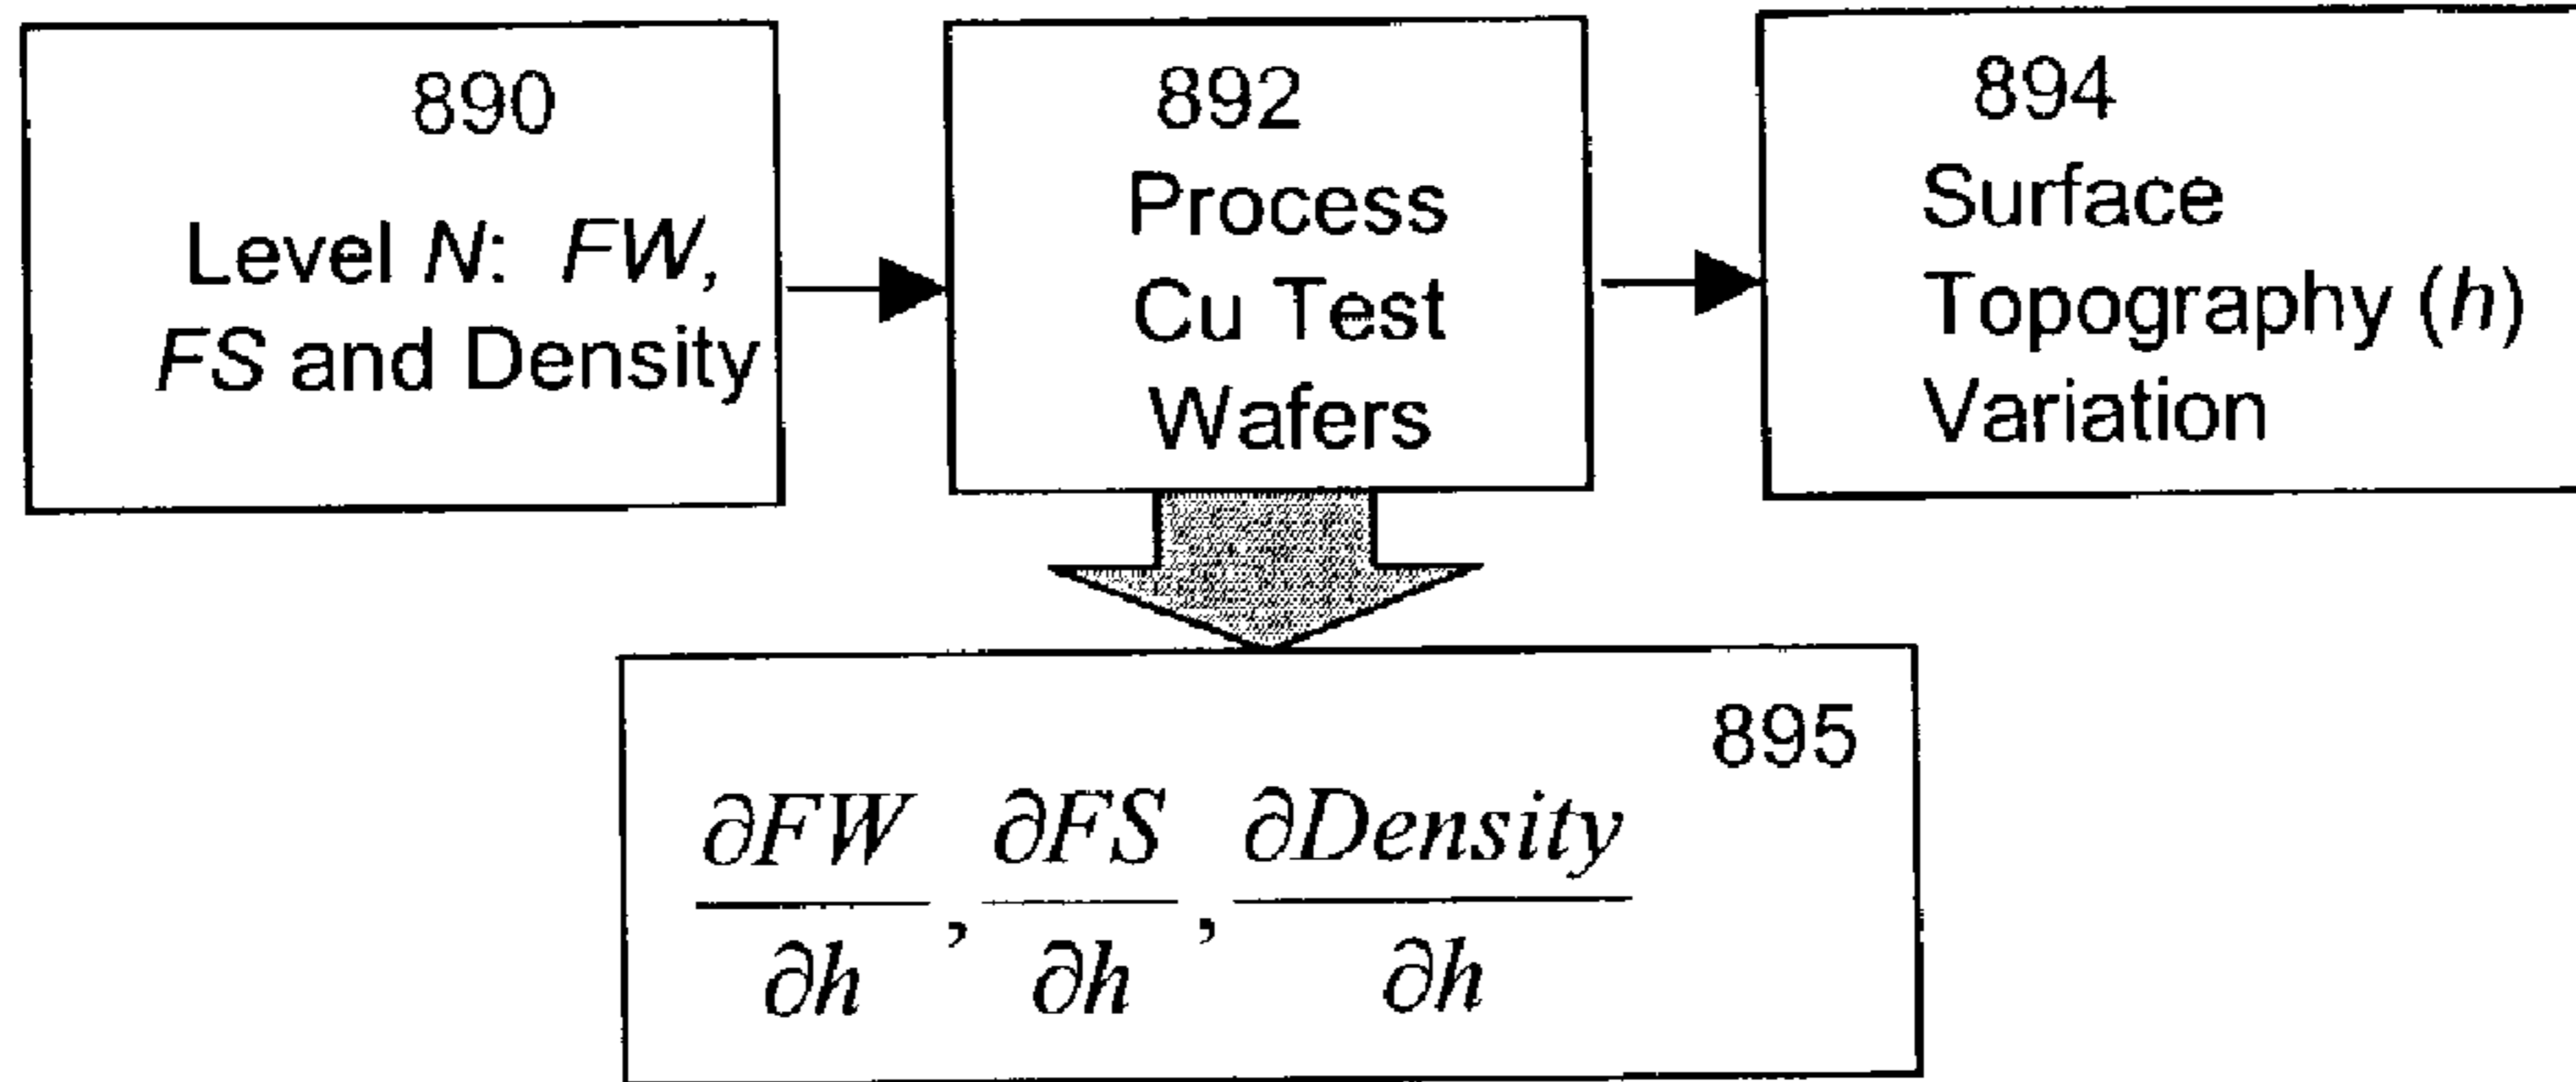 890
Level N: FW,
FS and Density
892
Process
Cu Test
Wafers
894
Surface
Topography (h)
Variation
895
∂FW/∂h, ∂FS/∂h, ∂Density/∂h